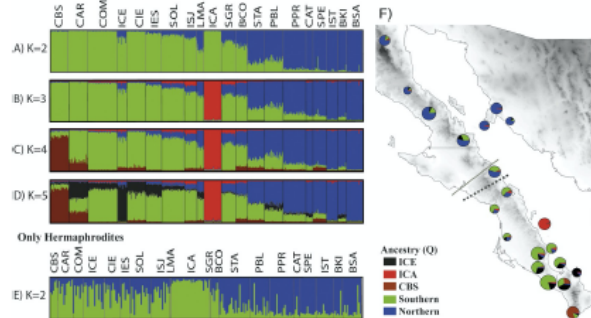 CBS CAR COM ICE CIE IES SOL ISJ LMA ICA SGR BCO STA PBL PPR CAT SPE IST BKI BSA
A) K=2
B) K=3
C) K=4
D) K=5
Only Hermaphrodites
CBS CAR COM ICE CIE IES SOL ISJ LMA ICA SGR BCO STA PBL PPR CAT SPE IST BKI BSA
E) K=2
F)
Ancestry (Q)
ICE
ICA
CBS
Southern
Northern